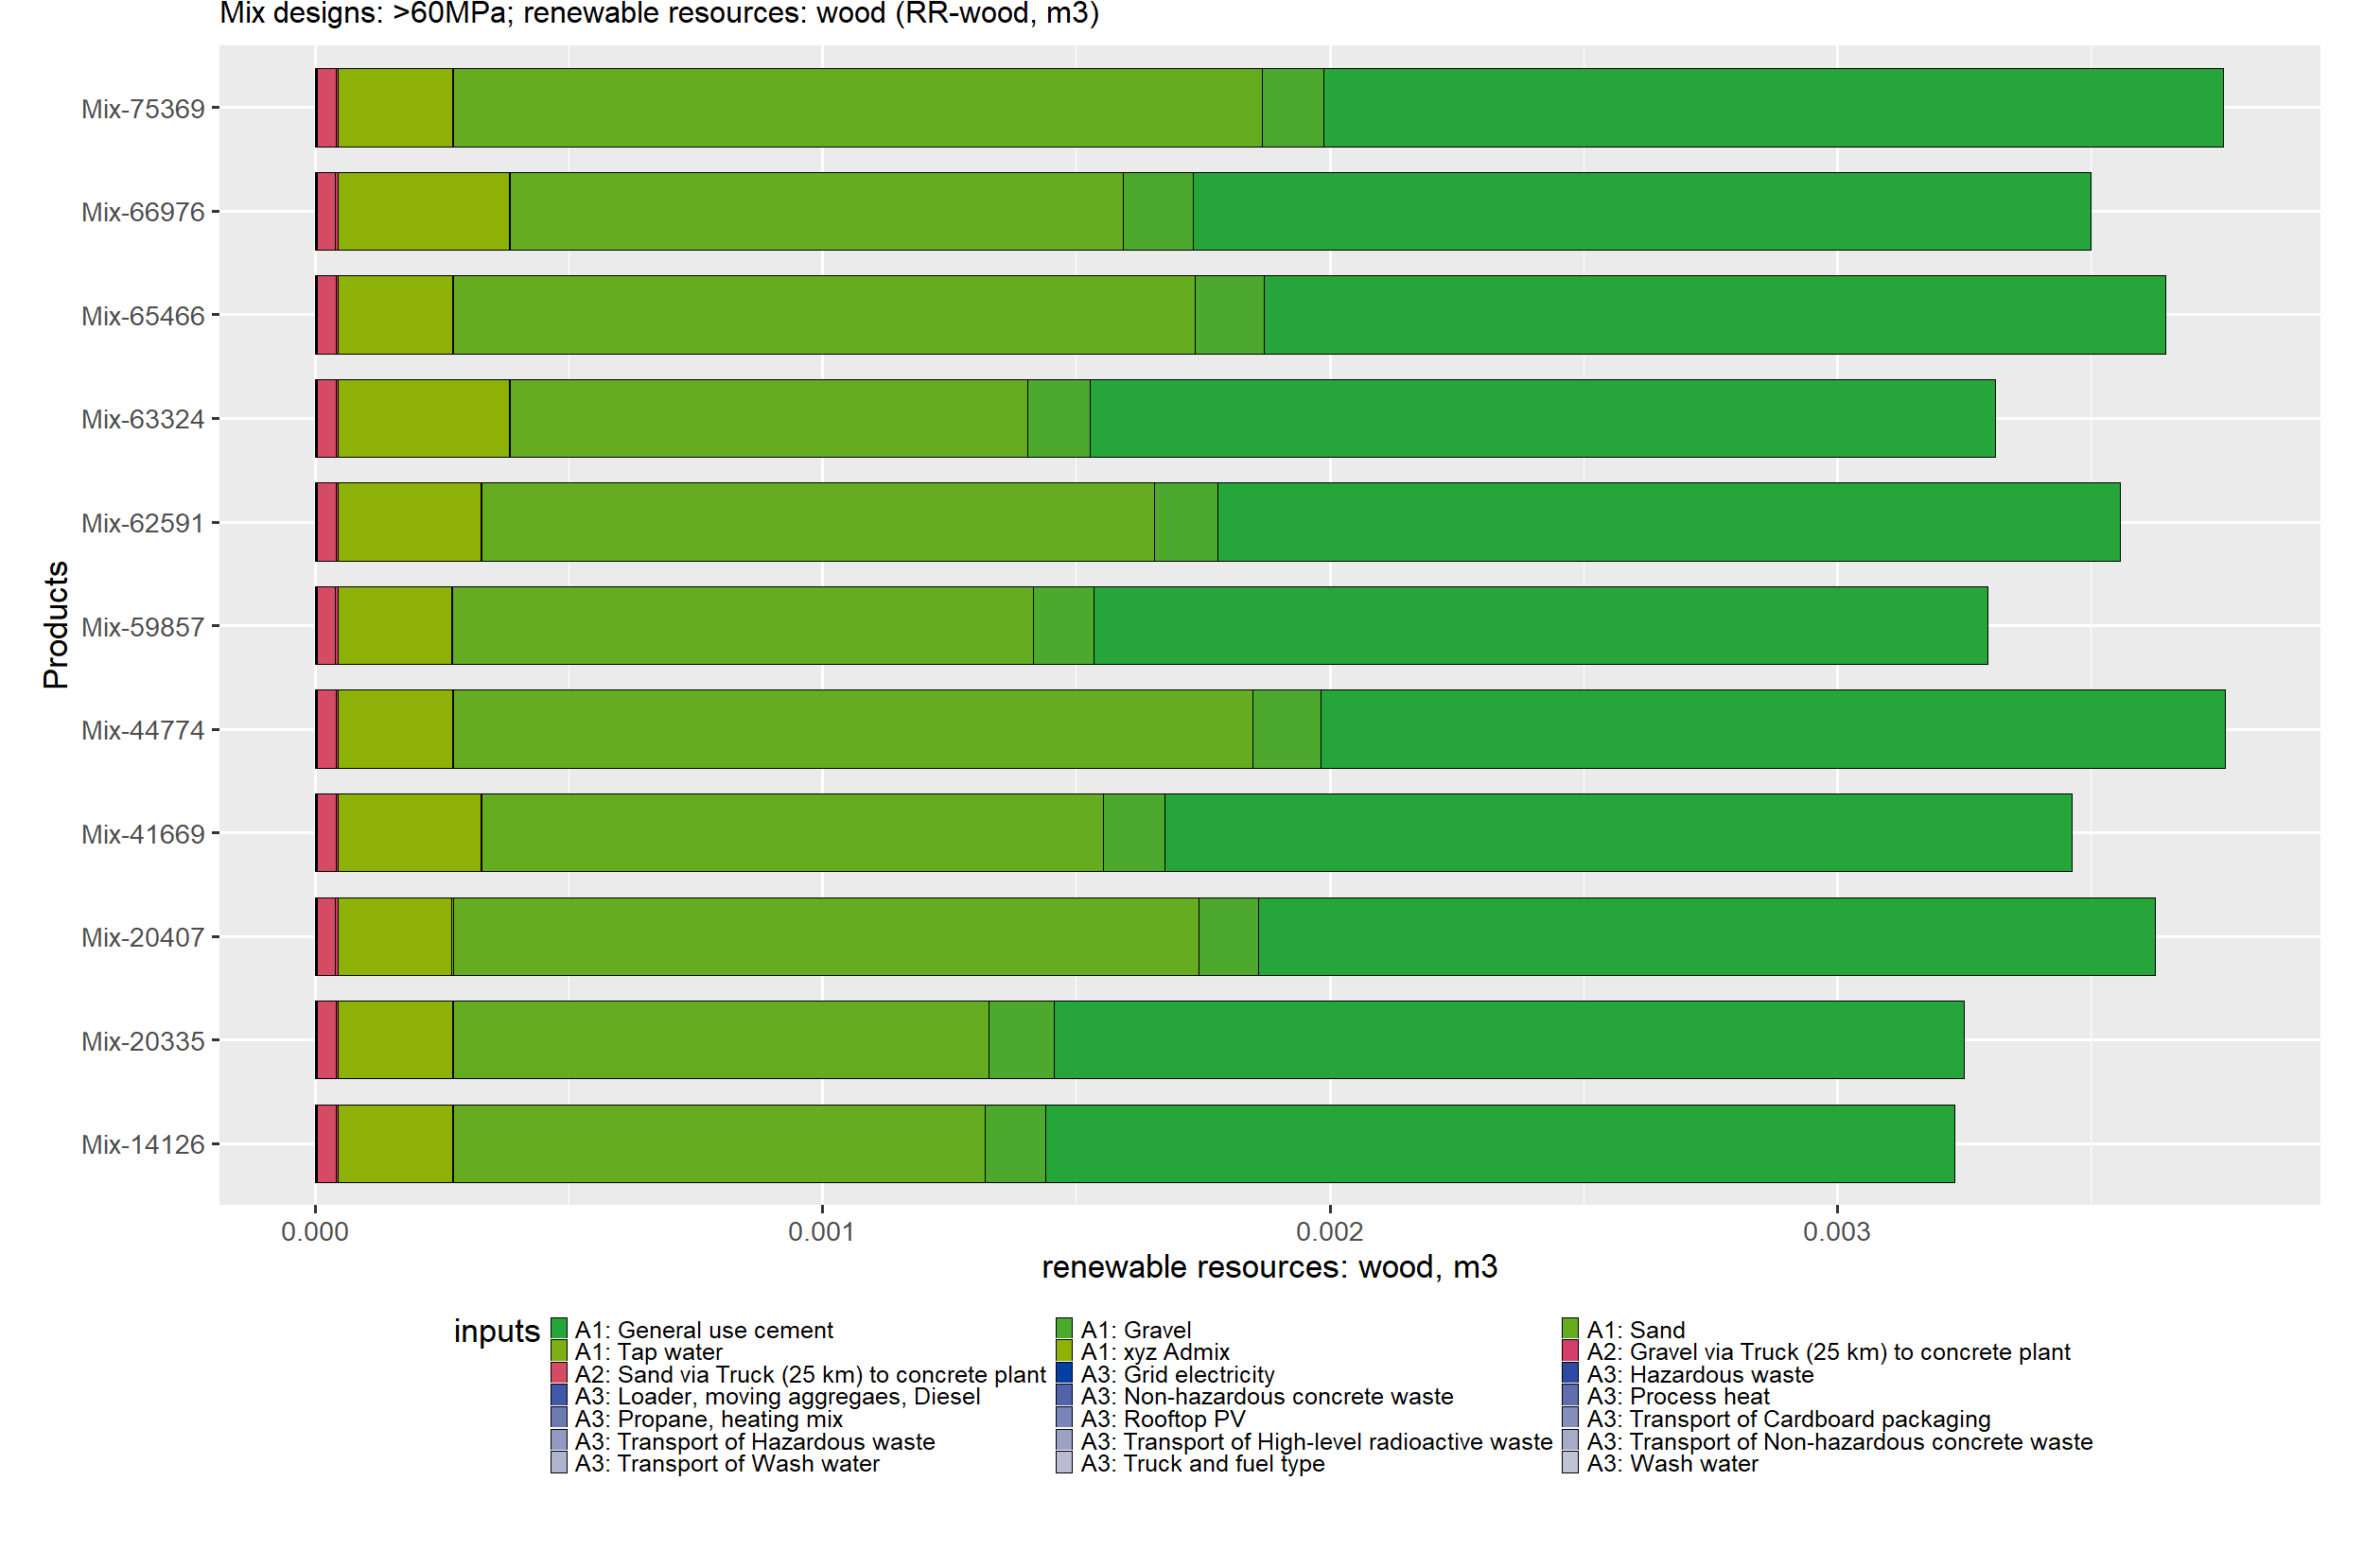 Mix designs: >60MPa; renewable resources: wood (RR-wood, m3)
Products
Mix-75369
Mix-66976
Mix-65466
Mix-63324
Mix-62591
Mix-59857
Mix-44774
Mix-41669
Mix-20407
Mix-20335
Mix-14126
0.000 0.001 0.002 0.003
renewable resources: wood, m3
inputs
A1: General use cement A1: Gravel A1: Sand
A1: Tap water A1: xyz Admix A2: Gravel via Truck (25 km) to concrete plant
A2: Sand via Truck (25 km) to concrete plant A3: Grid electricity A3: Hazardous waste
A3: Loader, moving aggregaes, Diesel A3: Non-hazardous concrete waste A3: Process heat
A3: Propane, heating mix A3: Rooftop PV A3: Transport of Cardboard packaging
A3: Transport of Hazardous waste A3: Transport of High-level radioactive waste A3: Transport of Non-hazardous concrete waste
A3: Transport of Wash water A3: Truck and fuel type A3: Wash water